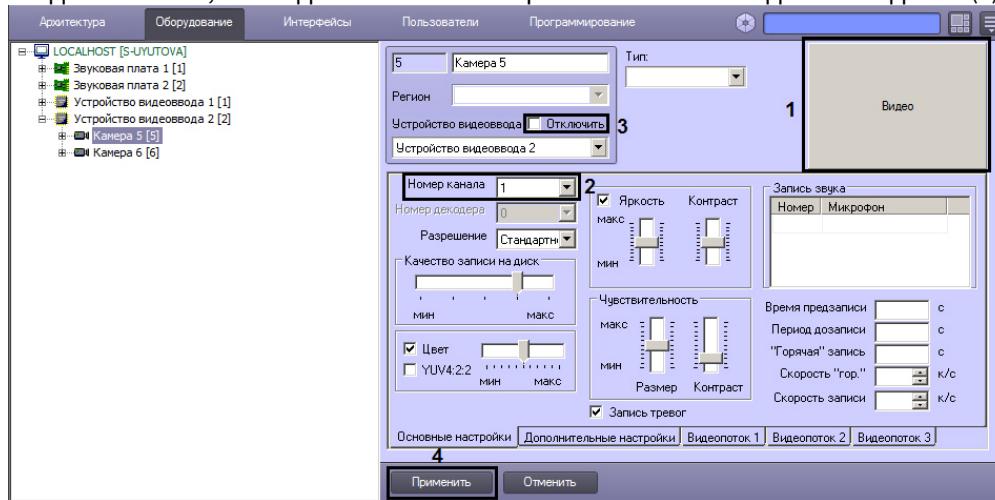 Архитектура Оборудование Интерфейсы Пользователи Программирование
LOCALHOST [S-UYUTOVA]
Звуковая плата 1 [1]
Звуковая плата 2 [2]
Устройство видеоввода 1 [1]
Устройство видеоввода 2 [2]
Камера 5 [5]
Камера 6 [6]
5 Камера 5
Тип:
Регион
Устройство видеоввода Отключить 3
Устройство видеоввода 2
1 Видео
Номер канала 1 2
Номер декодера 0
Разрешение Стандартн
Качество записи на диск
мин макс
Цвет
YUV4:2:2
мин макс
Яркость Контраст
макс
мин
Чувствительность
макс
мин
Размер Контраст
Запись тревог
Запись звука
Номер Микрофон
Время предзаписи с
Период дозаписи с
"Горячая" запись с
Скорость "гор." к/с
Скорость записи к/с
Основные настройки Дополнительные настройки Видеопоток 1 Видеопоток 2 Видеопоток 3
4
Применить Отменить